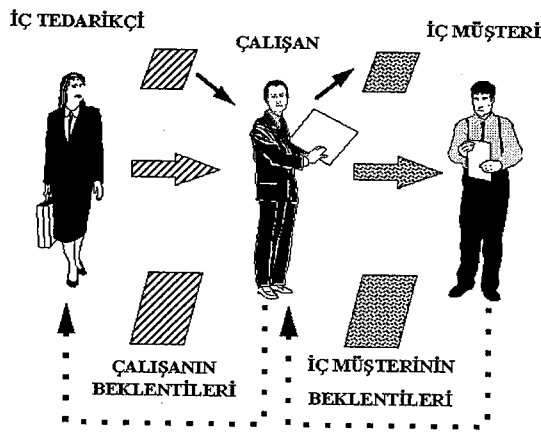 İÇ TEDARİKÇİ
ÇALIŞAN
İÇ MÜŞTERİ
ÇALIŞANIN
BEKLENTİLERİ
İÇ MÜŞTERİNİN
BEKLENTİLERİ